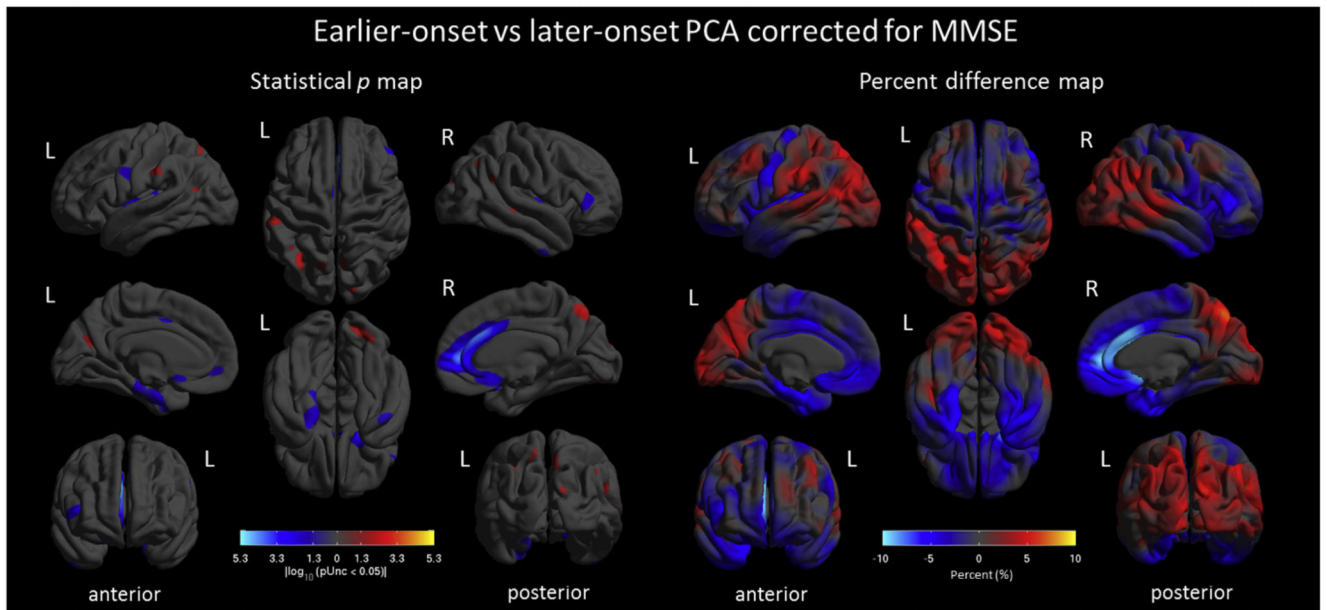 Earlier-onset vs later-onset PCA corrected for MMSE
Statistical p map
Percent difference map
L
L
R
L
L
R
L
L
R
L
L
R
L
L
L
L
5.3 3.3 1.3 0 1.3 3.3 5.3
|log10 (pUnc < 0.05)|
-10 -5 0 5 10
Percent (%)
anterior
posterior
anterior
posterior